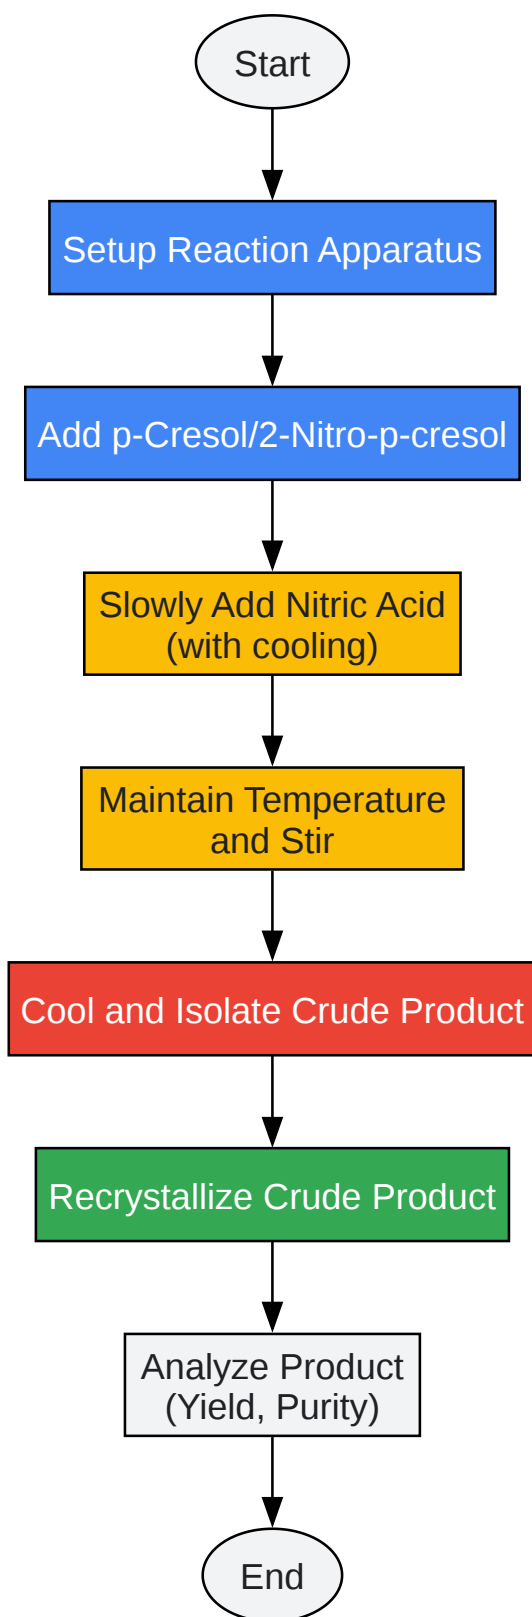 Start
Setup Reaction Apparatus
Add p-Cresol/2-Nitro-p-cresol
Slowly Add Nitric Acid
(with cooling)
Maintain Temperature
and Stir
Cool and Isolate Crude Product
Recrystallize Crude Product
Analyze Product
(Yield, Purity)
End